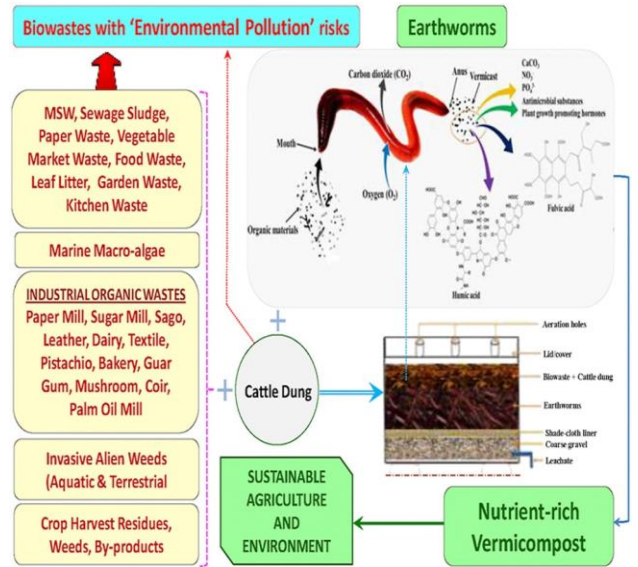 Biowastes with ‘Environmental Pollution’ risks
Earthworms
MSW, Sewage Sludge,
Paper Waste, Vegetable
Market Waste, Food Waste,
Leaf Litter, Garden Waste,
Kitchen Waste
Marine Macro-algae
INDUSTRIAL ORGANIC WASTES
Paper Mill, Sugar Mill, Sago,
Leather, Dairy, Textile,
Pistachio, Bakery, Guar
Gum, Mushroom, Coir,
Palm Oil Mill
Invasive Alien Weeds
(Aquatic & Terrestrial
Crop Harvest Residues,
Weeds, By-products
Carbon dioxide (CO2)
Anus
Vermicast
CaCO3
NO3
Antimicrobial substances
Plant growth promoting hormones
Mouth
Oxygen (O2)
Organic materials
Fulvic acid
Humic acid
+
+
Cattle Dung
Aeration holes
Lid/cover
Biowaste + Cattle dung
Earthworms
Shade-cloth liner
Coarse gravel
Leachate
SUSTAINABLE
AGRICULTURE
AND
ENVIRONMENT
Nutrient-rich
Vermicompost